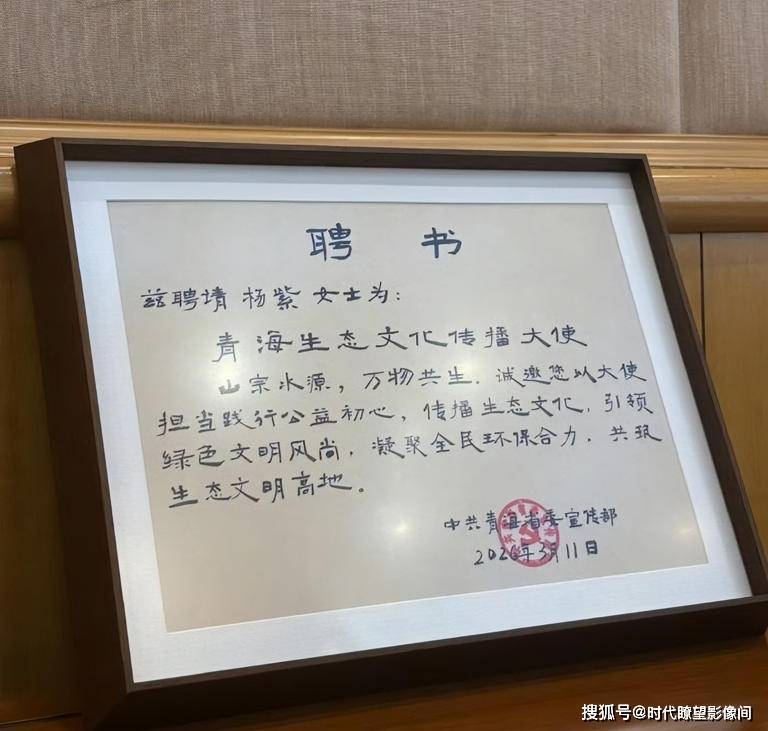 聘 书
兹聘请 杨紫 女士为：
青海生态文化传播大使
山宗水源，万物共生。诚邀您以大使
担当践行公益初心，传播生态文化，引领
绿色文明风尚，凝聚全民环保合力，共筑
生态文明高地。
中共青海省委宣传部
2026年3月11日
搜狐号@时代瞭望影像间